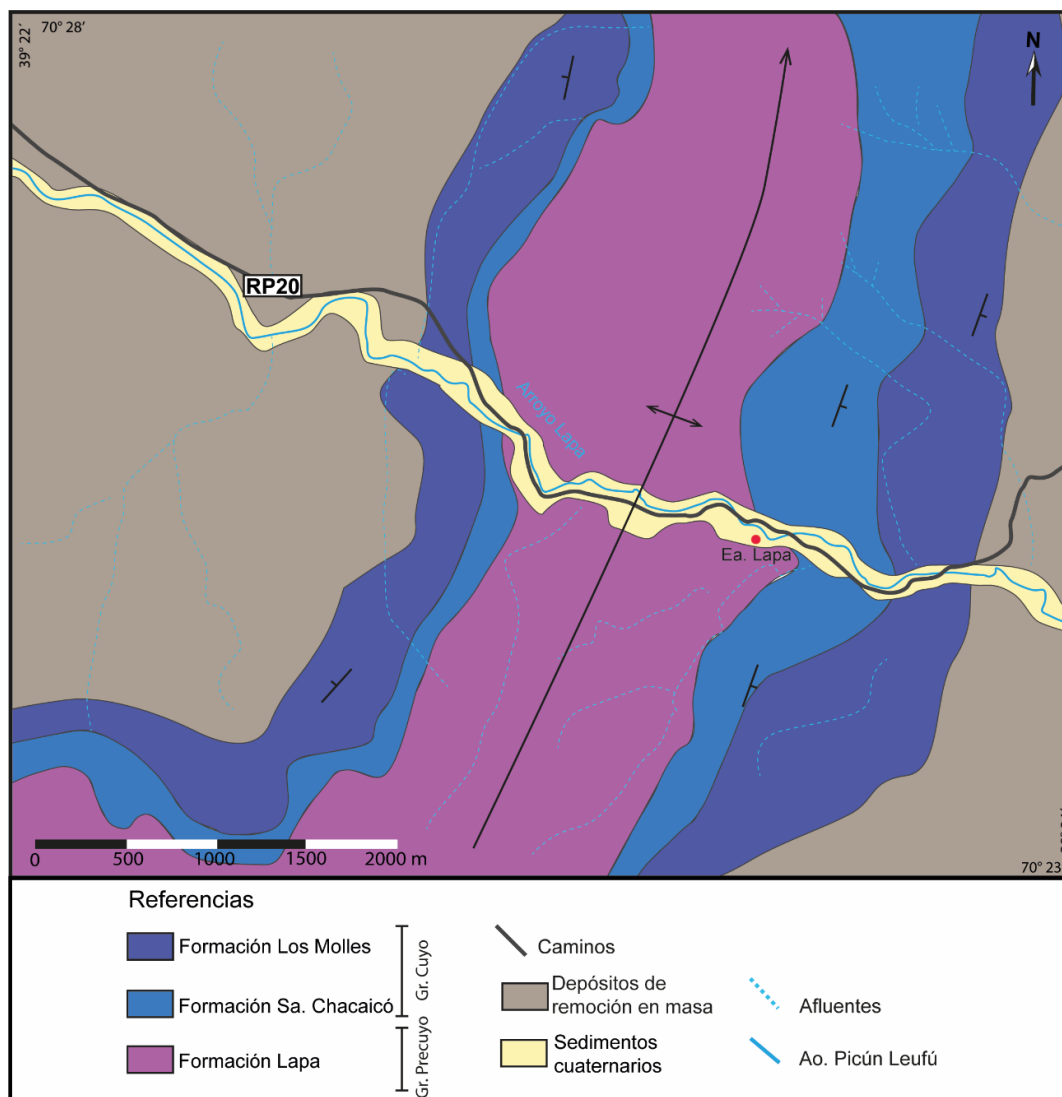 70° 28´
39° 22´
N
RP20
Arroyo Lapa
Ea. Lapa
0 500 1000 1500 2000 m
70° 23
Referencias
Formación Los Molles
Formación Sa. Chacaicó
Formación Lapa
Gr. Cuyo
Gr. Precuyo
Caminos
Depósitos de
remoción en masa
Sedimentos
cuaternarios
Afluentes
Ao. Picún Leufú